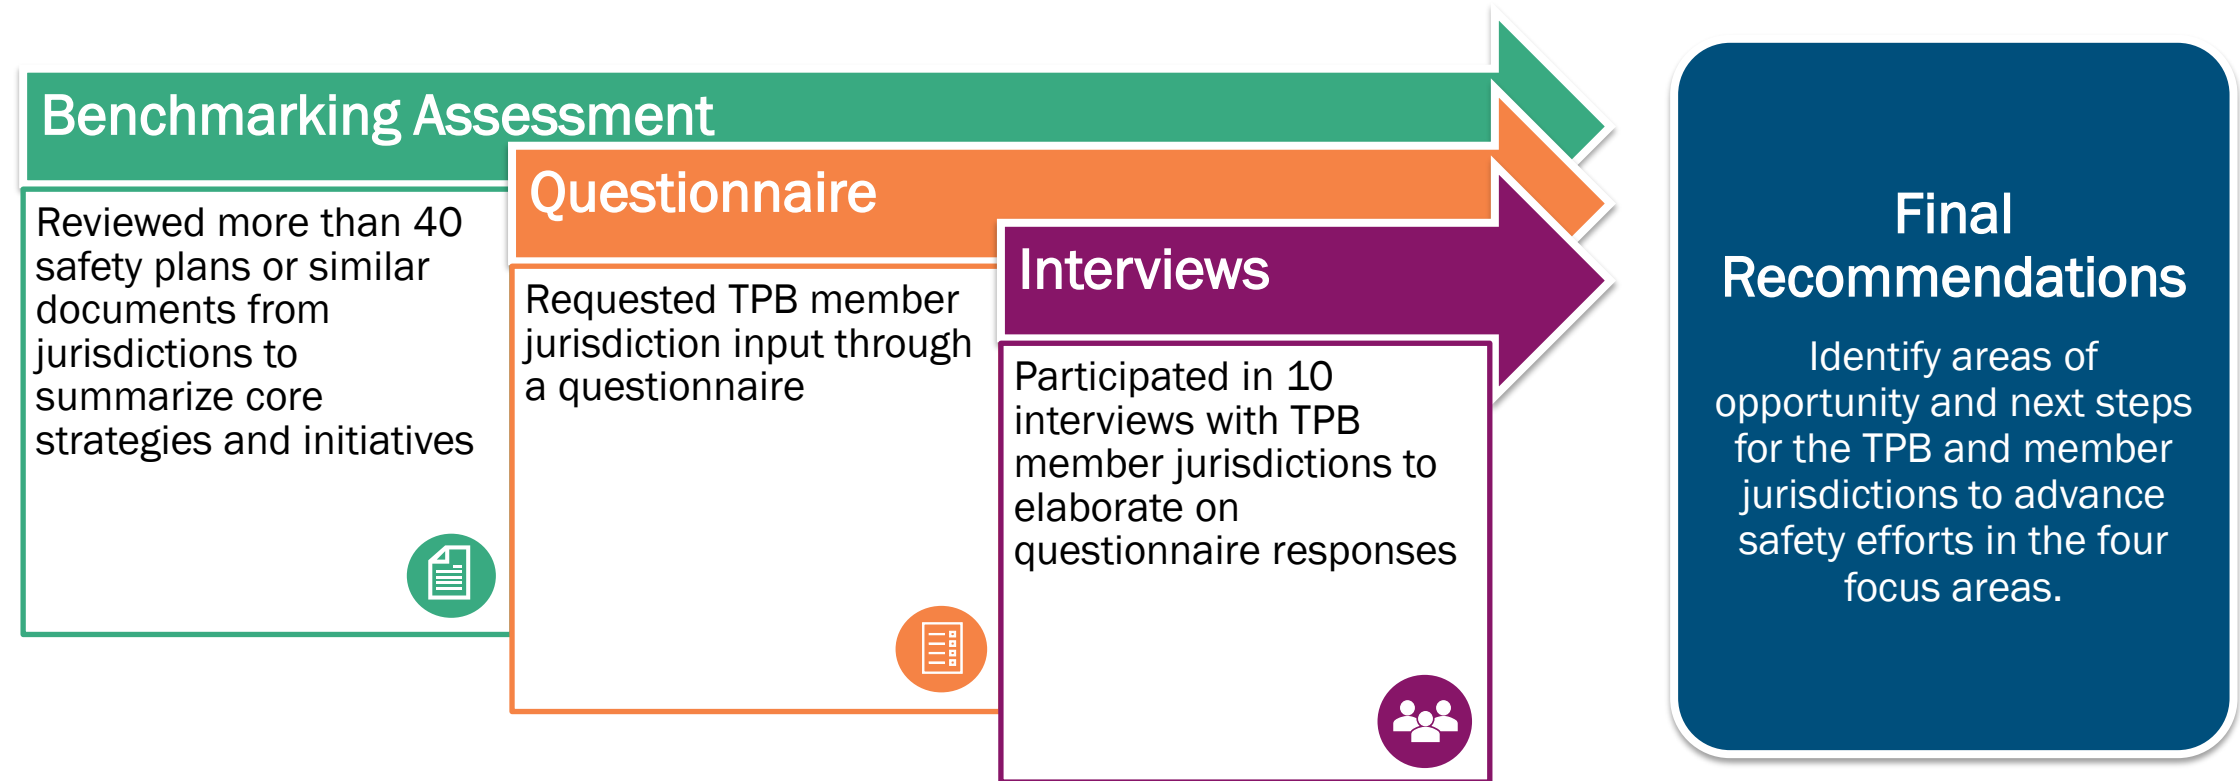 Benchmarking Assessment
Reviewed more than 40
safety plans or similar
documents from
jurisdictions to
summarize core
strategies and initiatives
Questionnaire
Requested TPB member
jurisdiction input through
a questionnaire
Interviews
Participated in 10
interviews with TPB
member jurisdictions to
elaborate on
questionnaire responses
Final
Recommendations
Identify areas of
opportunity and next steps
for the TPB and member
jurisdictions to advance
safety efforts in the four
focus areas.